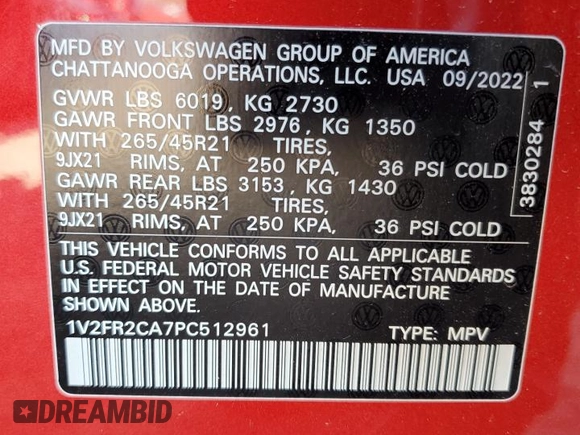 MFD BY VOLKSWAGEN GROUP OF AMERICA
CHATTANOOGA OPERATIONS, LLC. USA 09/2022
GVWR LBS 6019, KG 2730
GAWR FRONT LBS 2976, KG 1350
WITH 265/45R21 TIRES,
9JX21 RIMS, AT 250 KPA, 36 PSI COLD
GAWR REAR LBS 3153, KG 1430
WITH 265/45R21 TIRES,
9JX21 RIMS, AT 250 KPA, 36 PSI COLD
THIS VEHICLE CONFORMS TO ALL APPLICABLE
U.S. FEDERAL MOTOR VEHICLE SAFETY STANDARDS
IN EFFECT ON THE DATE OF MANUFACTURE
SHOWN ABOVE
1V2FR2CA7PC512961 TYPE: MPV
3830284 1
DREAMBID